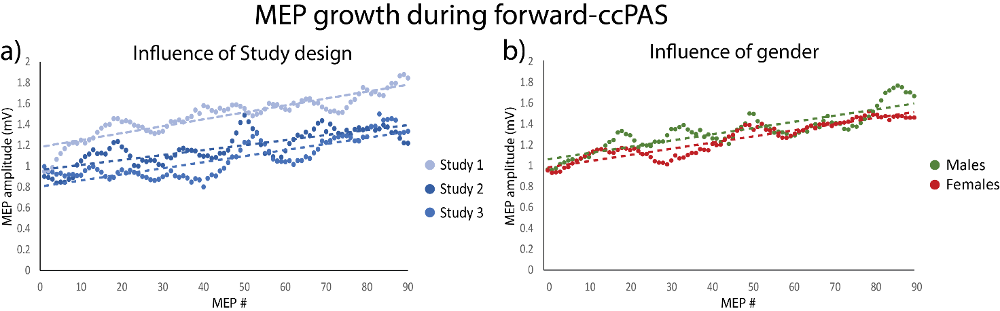 MEP growth during forward-ccPAS
a)
Influence of Study design
2
1.8
1.6
1.4
1.2
1
0.8
0.6
0.4
0.2
0
MEP amplitude (mV)
0 10 20 30 40 50 60 70 80 90
MEP #
Study 1
Study 2
Study 3
b)
Influence of gender
2
1.8
1.6
1.4
1.2
1
0.8
0.6
0.4
0.2
0
MEP amplitude (mV)
0 10 20 30 40 50 60 70 80 90
MEP #
Males
Females